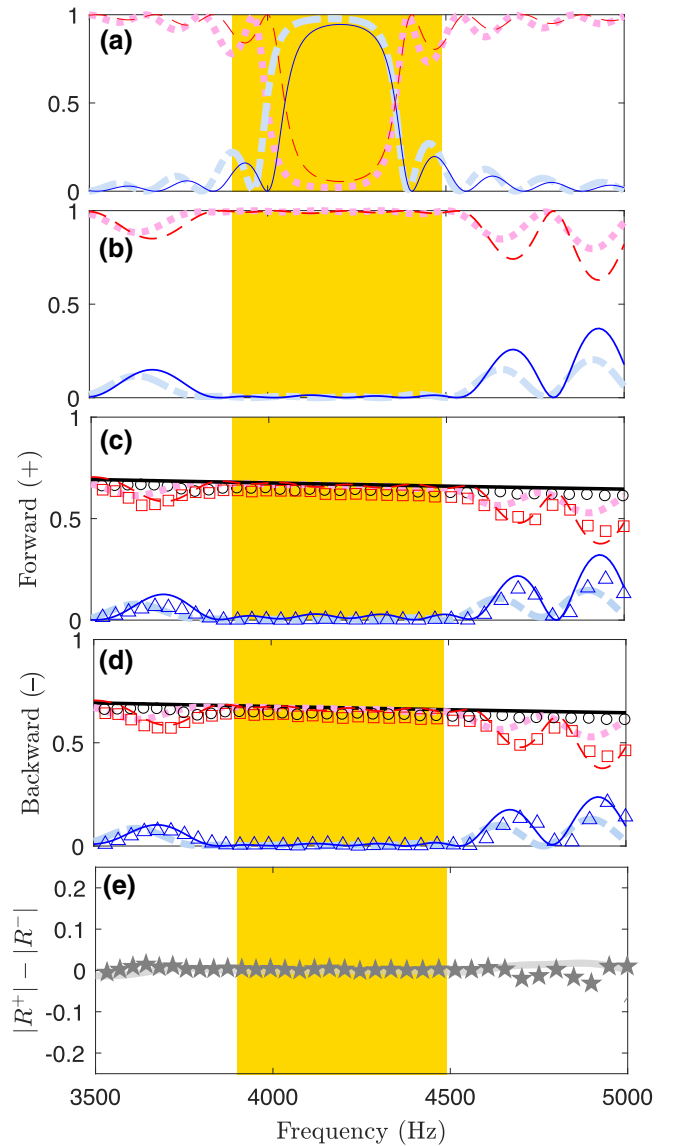 1
(a)
0.5
0
1
(b)
0.5
0
1
(c)
Forward (+)
0.5
0
1
(d)
Backward (−)
0.5
0
0.2
(e)
0.1
|R⁺| − |R⁻|
0
-0.1
-0.2
3500 4000 4500 5000
Frequency (Hz)